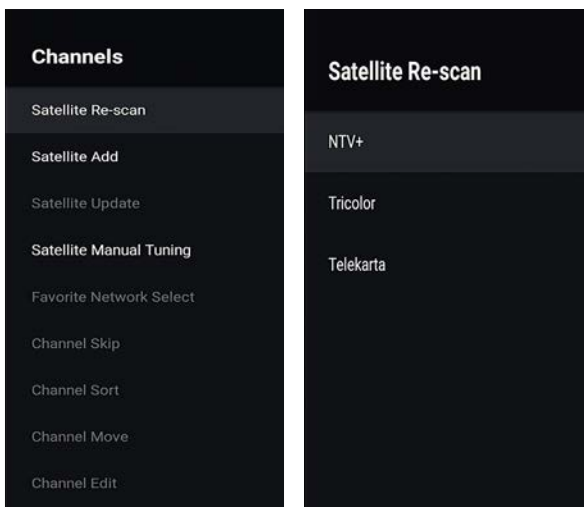 Channels
Satellite Re-scan
Satellite Add
Satellite Update
Satellite Manual Tuning
Favorite Network Select
Channel Skip
Channel Sort
Channel Move
Channel Edit
Satellite Re-scan
NTV+
Tricolor
Telekarta